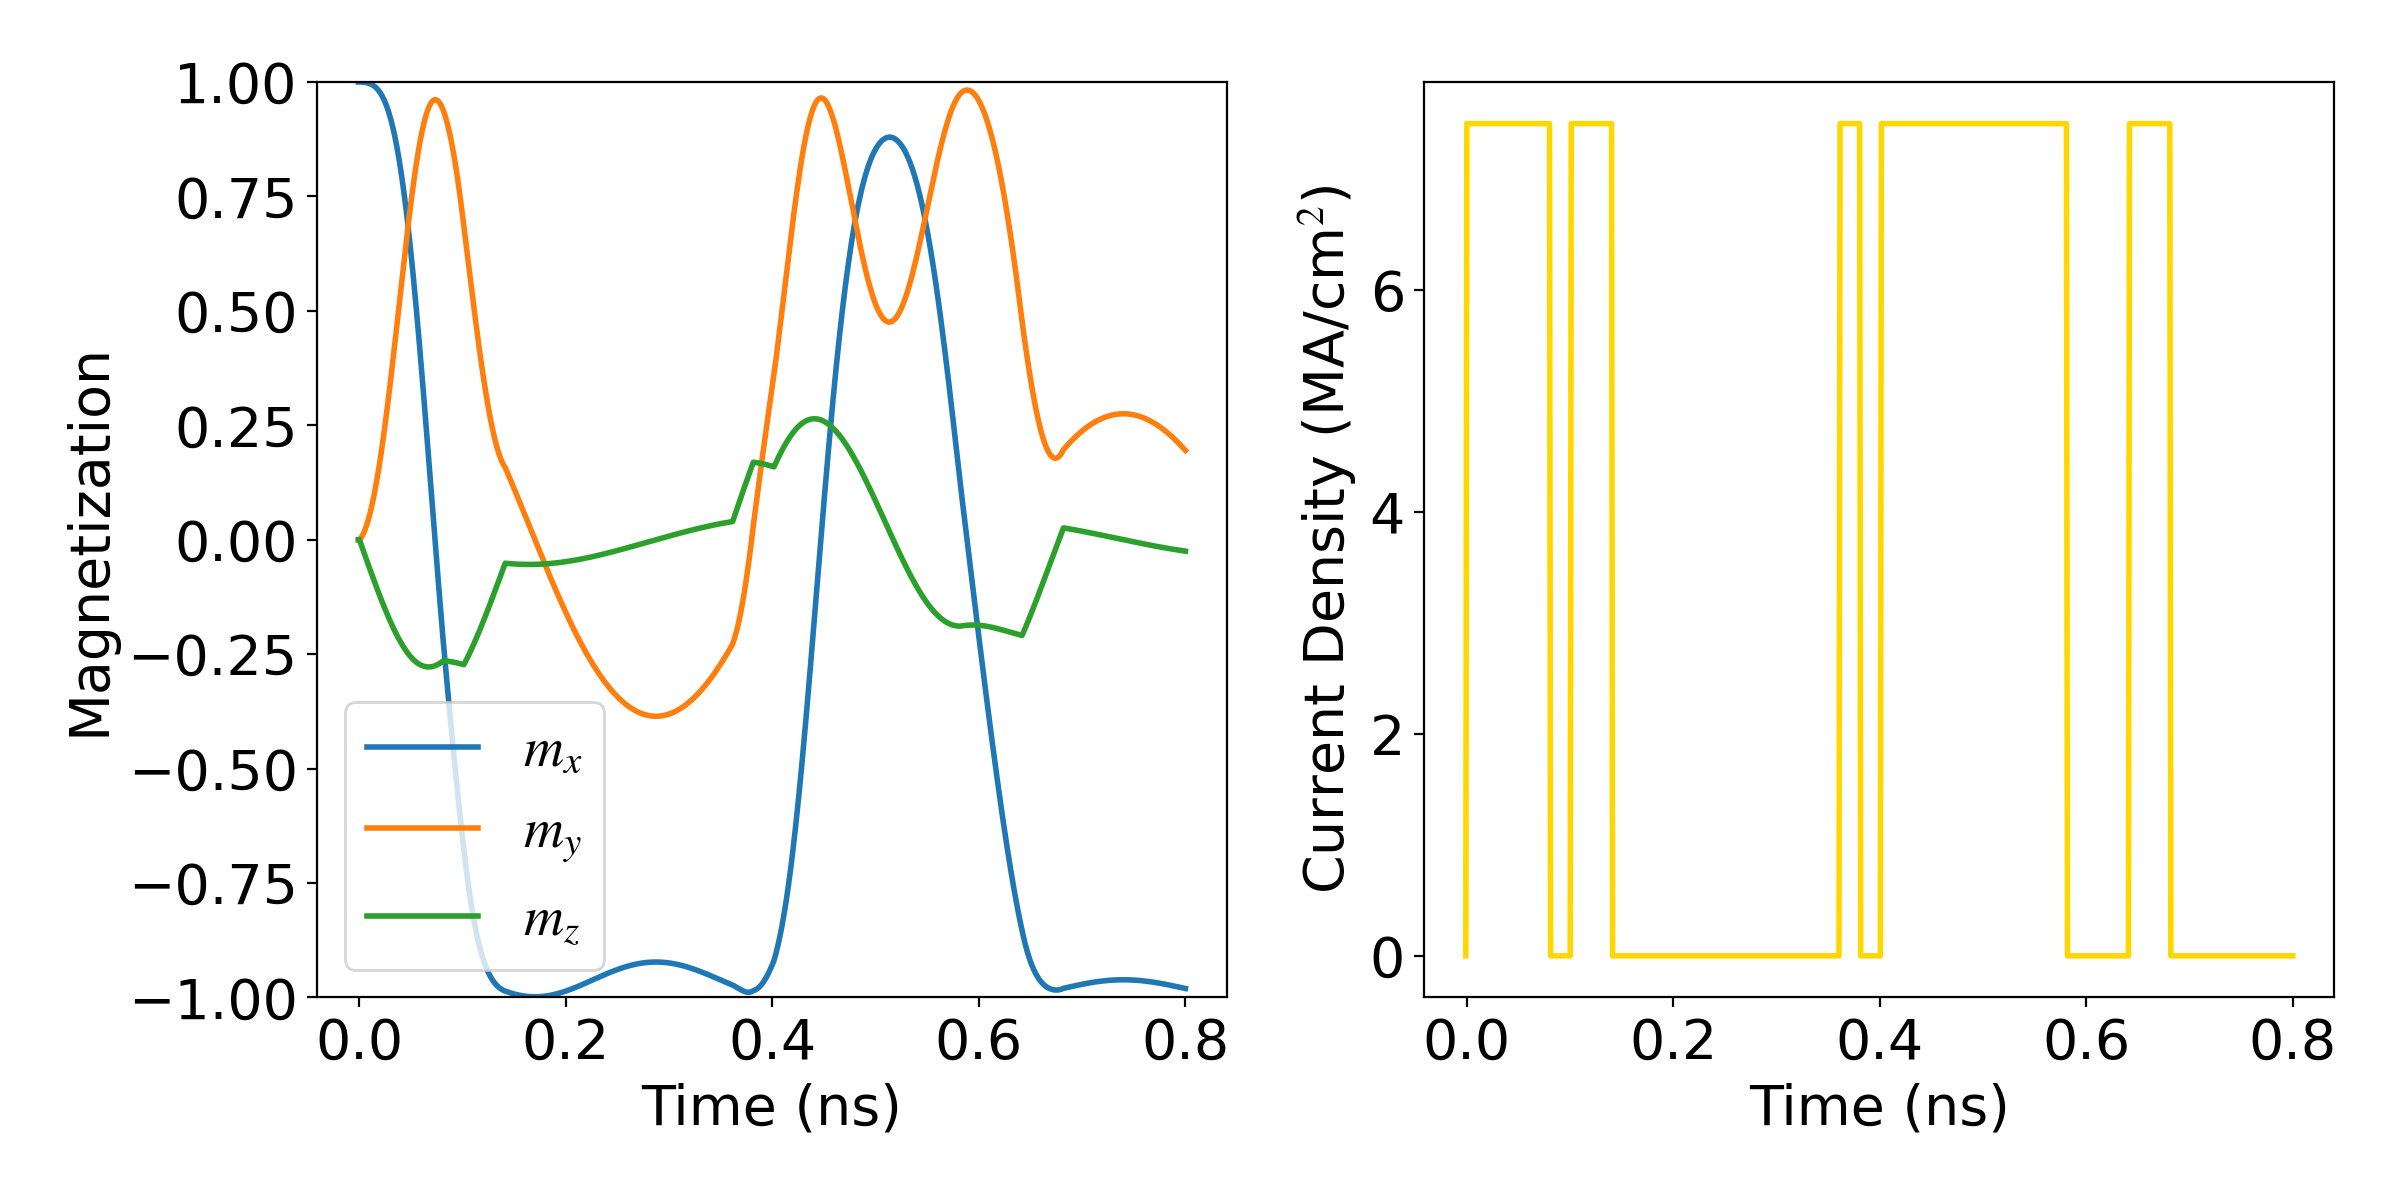 1.00
0.75
0.50
0.25
0.00
−0.25
−0.50
−0.75
−1.00
Magnetization
m_x
m_y
m_z
0.0 0.2 0.4 0.6 0.8
Time (ns)
6
4
2
0
Current Density (MA/cm²)
0.0 0.2 0.4 0.6 0.8
Time (ns)